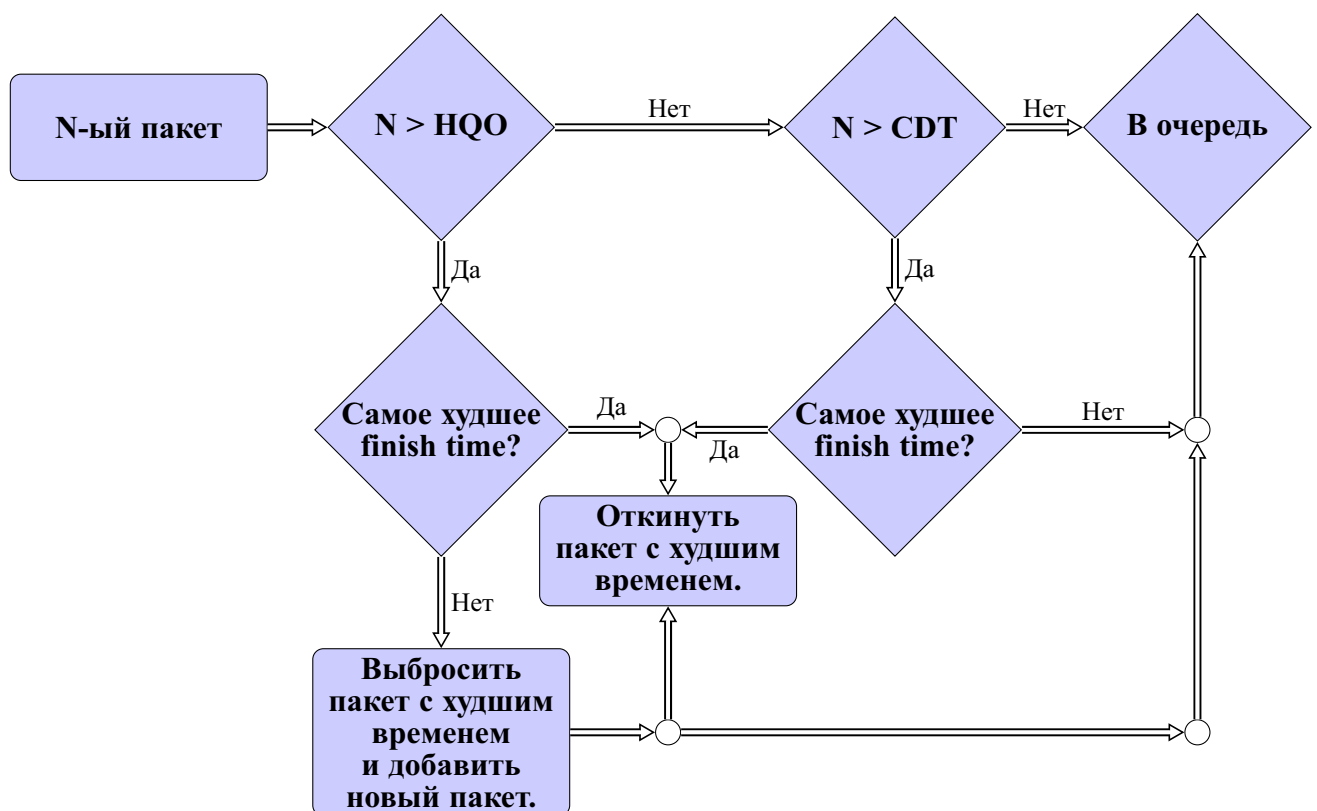 N-ый пакет
N > HQO
Нет
N > CDT
Нет
В очередь
Да
Да
Самое худшее
finish time?
Да
Да
Самое худшее
finish time?
Нет
Откинуть
пакет с худшим
временем.
Нет
Выбросить
пакет с худшим
временем
и добавить
новый пакет.